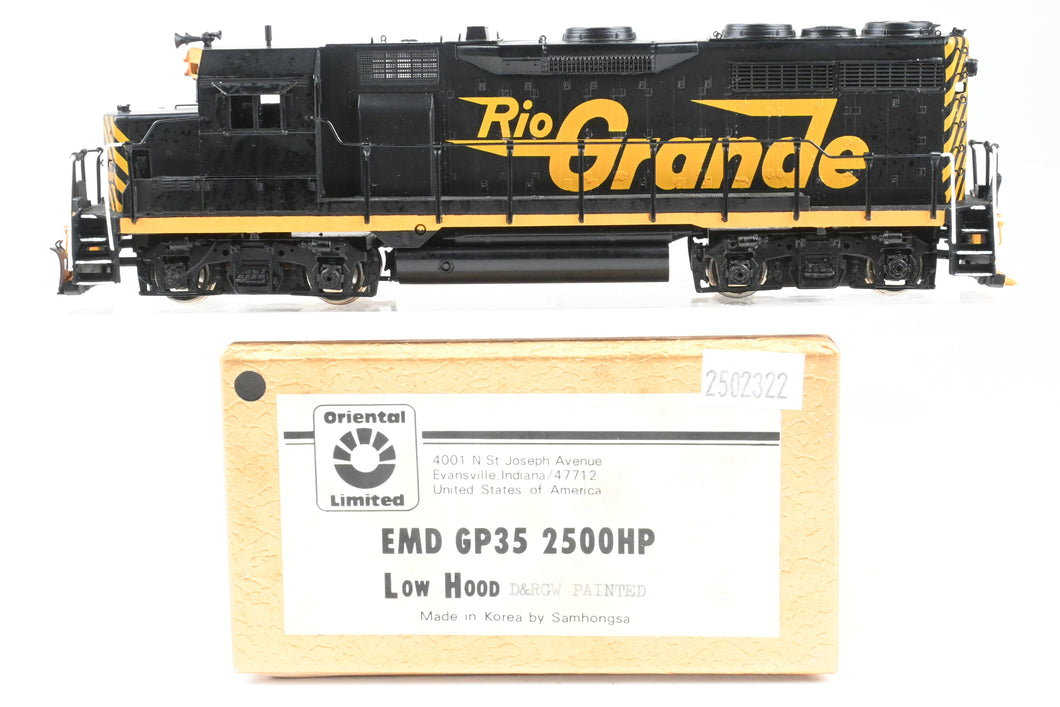 Rio
Grande
2502322
Oriental
Limited
4001 N St Joseph Avenue
Evansville, Indiana/47712
United States of America
EMD GP35 2500HP
Low Hood D&RGW PAINTED
Made in Korea by Samhongsa